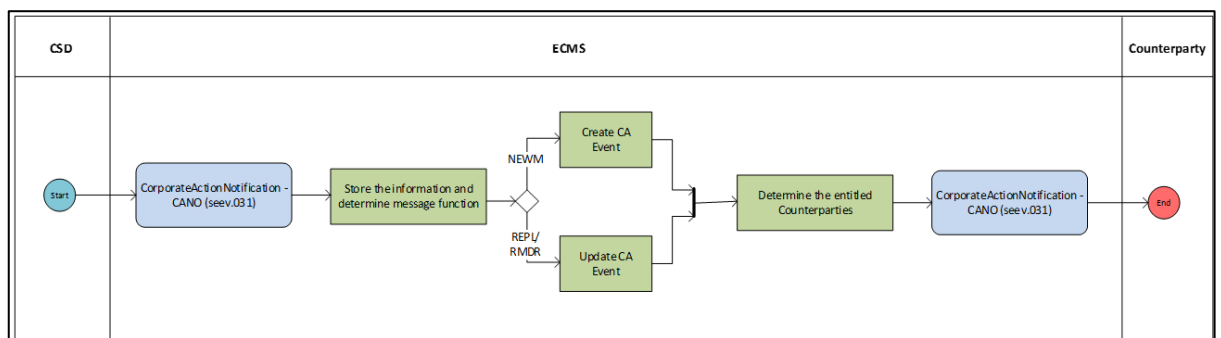 CSD
ECMS
Counterparty
Start
CorporateActionNotification -
CANO (seev.031)
Store the information and
determine message function
NEWM
REPL/
RMDR
Create CA
Event
Update CA
Event
Determine the entitled
Counterparties
CorporateActionNotification -
CANO (seev.031)
End